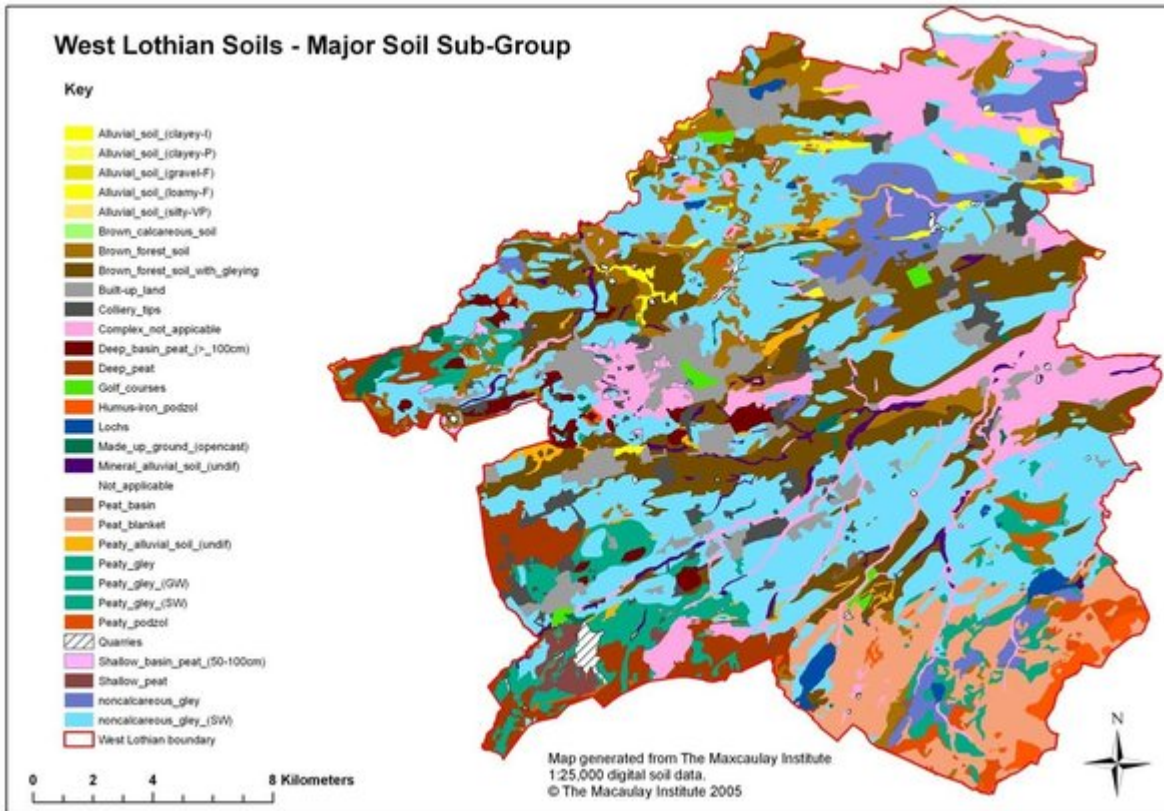 West Lothian Soils - Major Soil Sub-Group
Key
Alluvial_soil_(clayey-I)
Alluvial_soil_(clayey-P)
Alluvial_soil_(gravel-F)
Alluvial_soil_(loamy-F)
Alluvial_soil_(silty-VP)
Brown_calcareous_soil
Brown_forest_soil
Brown_forest_soil_with_gleying
Built-up_land
Colliery_tips
Complex_not_appicable
Deep_basin_peat_(>_100cm)
Deep_peat
Golf_courses
Humus-iron_podzol
Lochs
Made_up_ground_(opencast)
Mineral_alluvial_soil_(undif)
Not_applicable
Peat_basin
Peat_blanket
Peaty_alluvial_soil_(undif)
Peaty_gley
Peaty_gley_(GW)
Peaty_gley_(SW)
Peaty_podzol
Quarries
Shallow_basin_peat_(50-100cm)
Shallow_peat
noncalcareous_gley
noncalcareous_gley_(SW)
West Lothian boundary
0 2 4 8 Kilometers
Map generated from The Maxcaulay Institute
1:25,000 digital soil data.
© The Macaulay Institute 2005
N